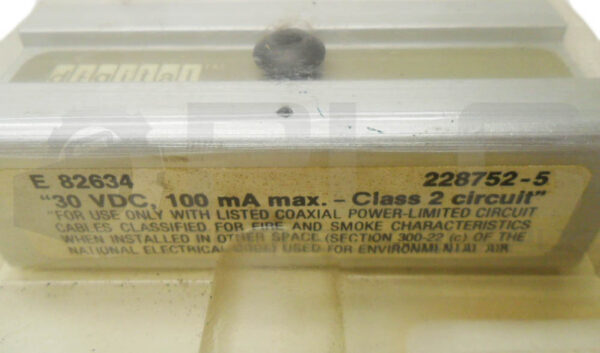 E 82634 228752-5
"30 VDC, 100 mA max. – Class 2 circuit"
"FOR USE ONLY WITH LISTED COAXIAL POWER-LIMITED CIRCUIT
CABLES CLASSIFIED FOR FIRE AND SMOKE CHARACTERISTICS
WHEN INSTALLED IN OTHER SPACE (SECTION 300-22 (c) OF THE
NATIONAL ELECTRICAL CODE) USED FOR ENVIRONMENTAL AIR